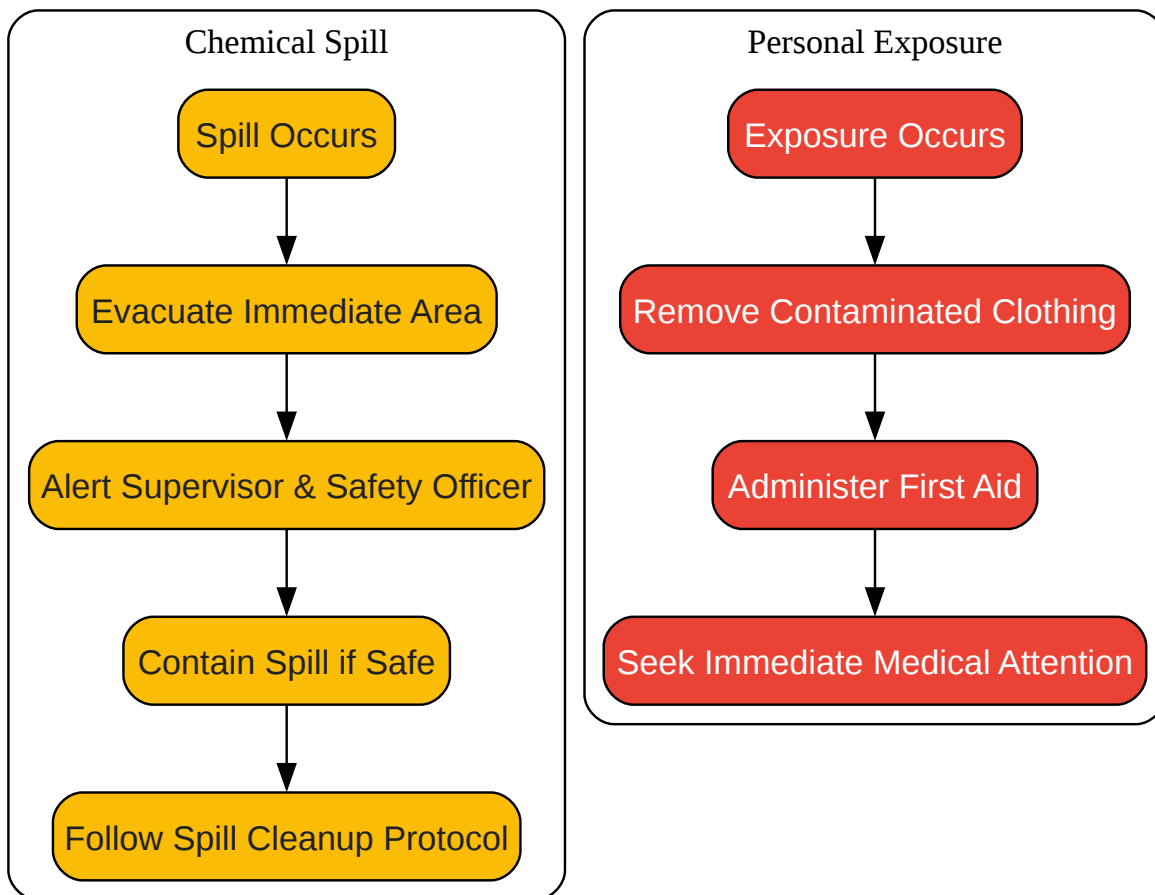 Chemical Spill
Spill Occurs
Evacuate Immediate Area
Alert Supervisor & Safety Officer
Contain Spill if Safe
Follow Spill Cleanup Protocol
Personal Exposure
Exposure Occurs
Remove Contaminated Clothing
Administer First Aid
Seek Immediate Medical Attention